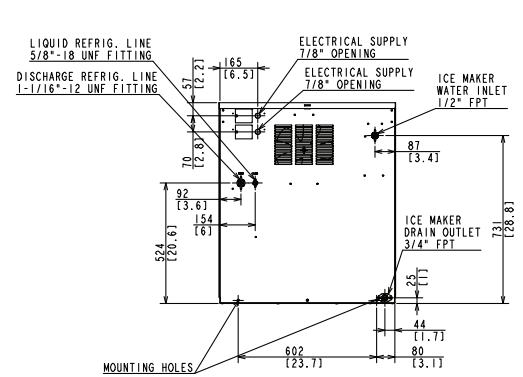 LIQUID REFRIG. LINE
5/8"-18 UNF FITTING
DISCHARGE REFRIG. LINE
1-1/16"-12 UNF FITTING
165
[6.5]
ELECTRICAL SUPPLY
7/8" OPENING
ELECTRICAL SUPPLY
7/8" OPENING
ICE MAKER
WATER INLET
1/2" FPT
57
[2.2]
70
[2.8]
87
[3.4]
92
[3.6]
154
[6]
524
[20.6]
731
[28.8]
ICE MAKER
DRAIN OUTLET
3/4" FPT
25
[1]
44
[1.7]
602
[23.7]
80
[3.1]
MOUNTING HOLES